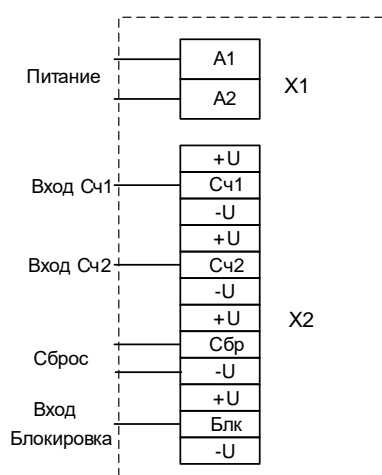 Питание
A1
A2
X1
+U
Вход Сч1
Сч1
-U
+U
Вход Сч2
Сч2
-U
+U
X2
Сброс
Сбр
-U
+U
Вход
Блокировка
Блк
-U